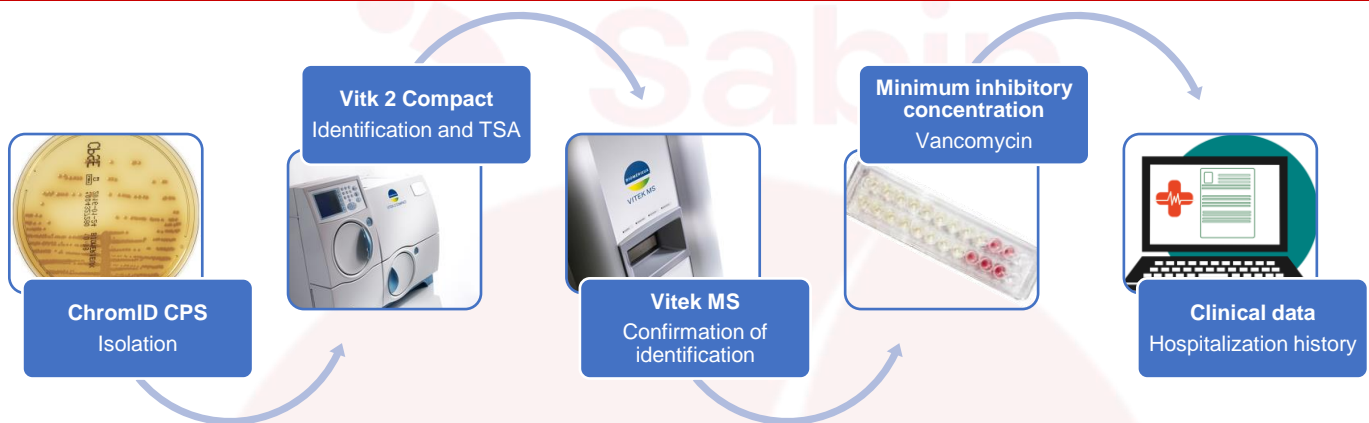 Sabin
Vitk 2 Compact
Identification and TSA
Minimum inhibitory
concentration
Vancomycin
VITEK MS
ChromID CPS
Isolation
Vitek MS
Confirmation of
identification
Clinical data
Hospitalization history